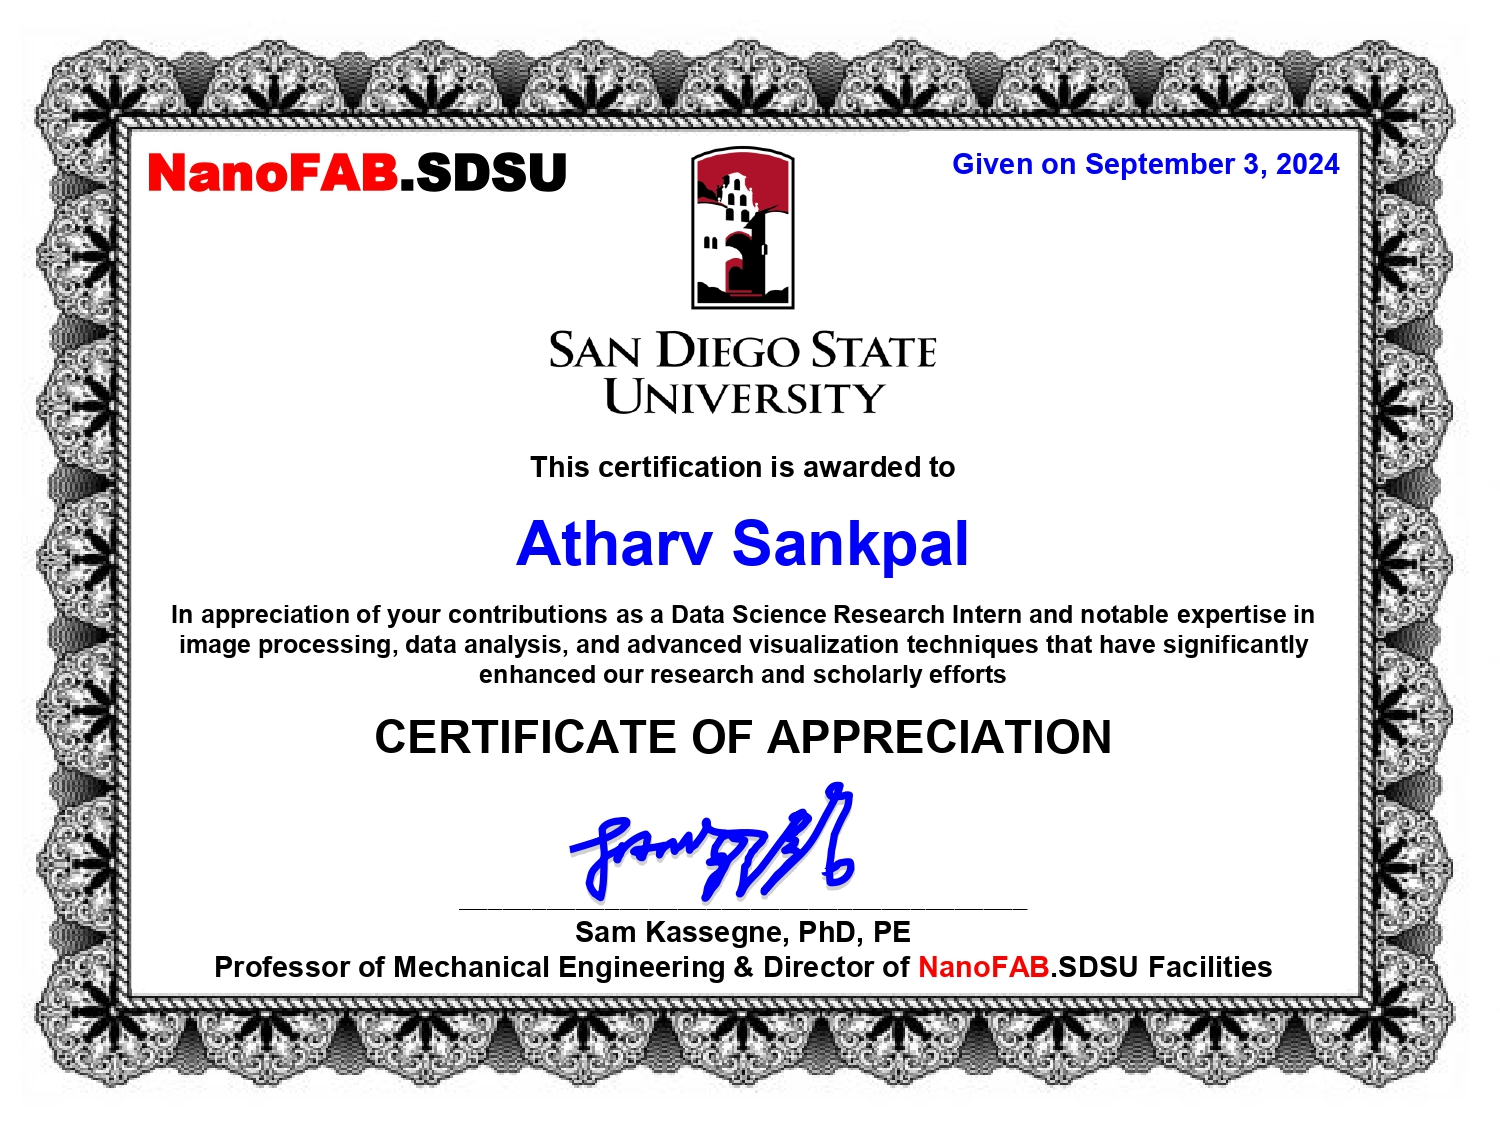 NanoFAB.SDSU
Given on September 3, 2024
SAN DIEGO STATE
UNIVERSITY
This certification is awarded to
Atharv Sankpal
In appreciation of your contributions as a Data Science Research Intern and notable expertise in
image processing, data analysis, and advanced visualization techniques that have significantly
enhanced our research and scholarly efforts
CERTIFICATE OF APPRECIATION
Sam Kassegne, PhD, PE
Professor of Mechanical Engineering & Director of NanoFAB.SDSU Facilities